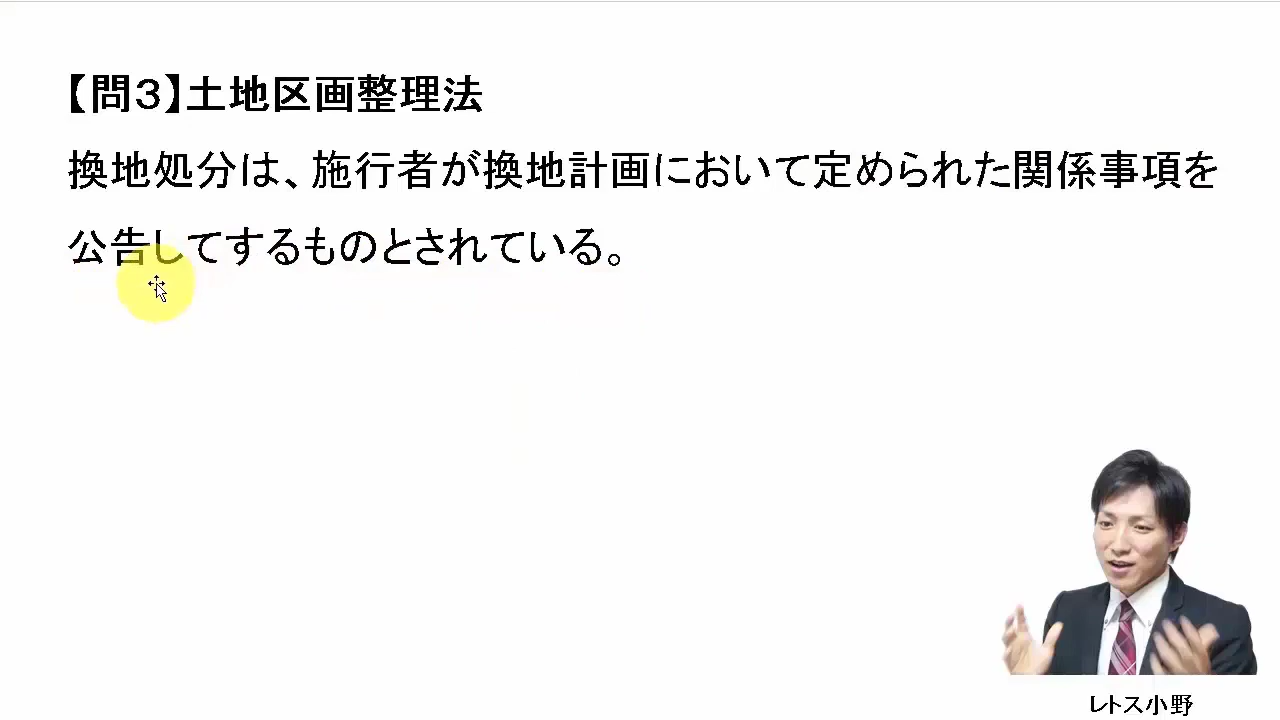 【問３】土地区画整理法
換地処分は、施行者が換地計画において定められた関係事項を
公告してするものとされている。
レトス小野